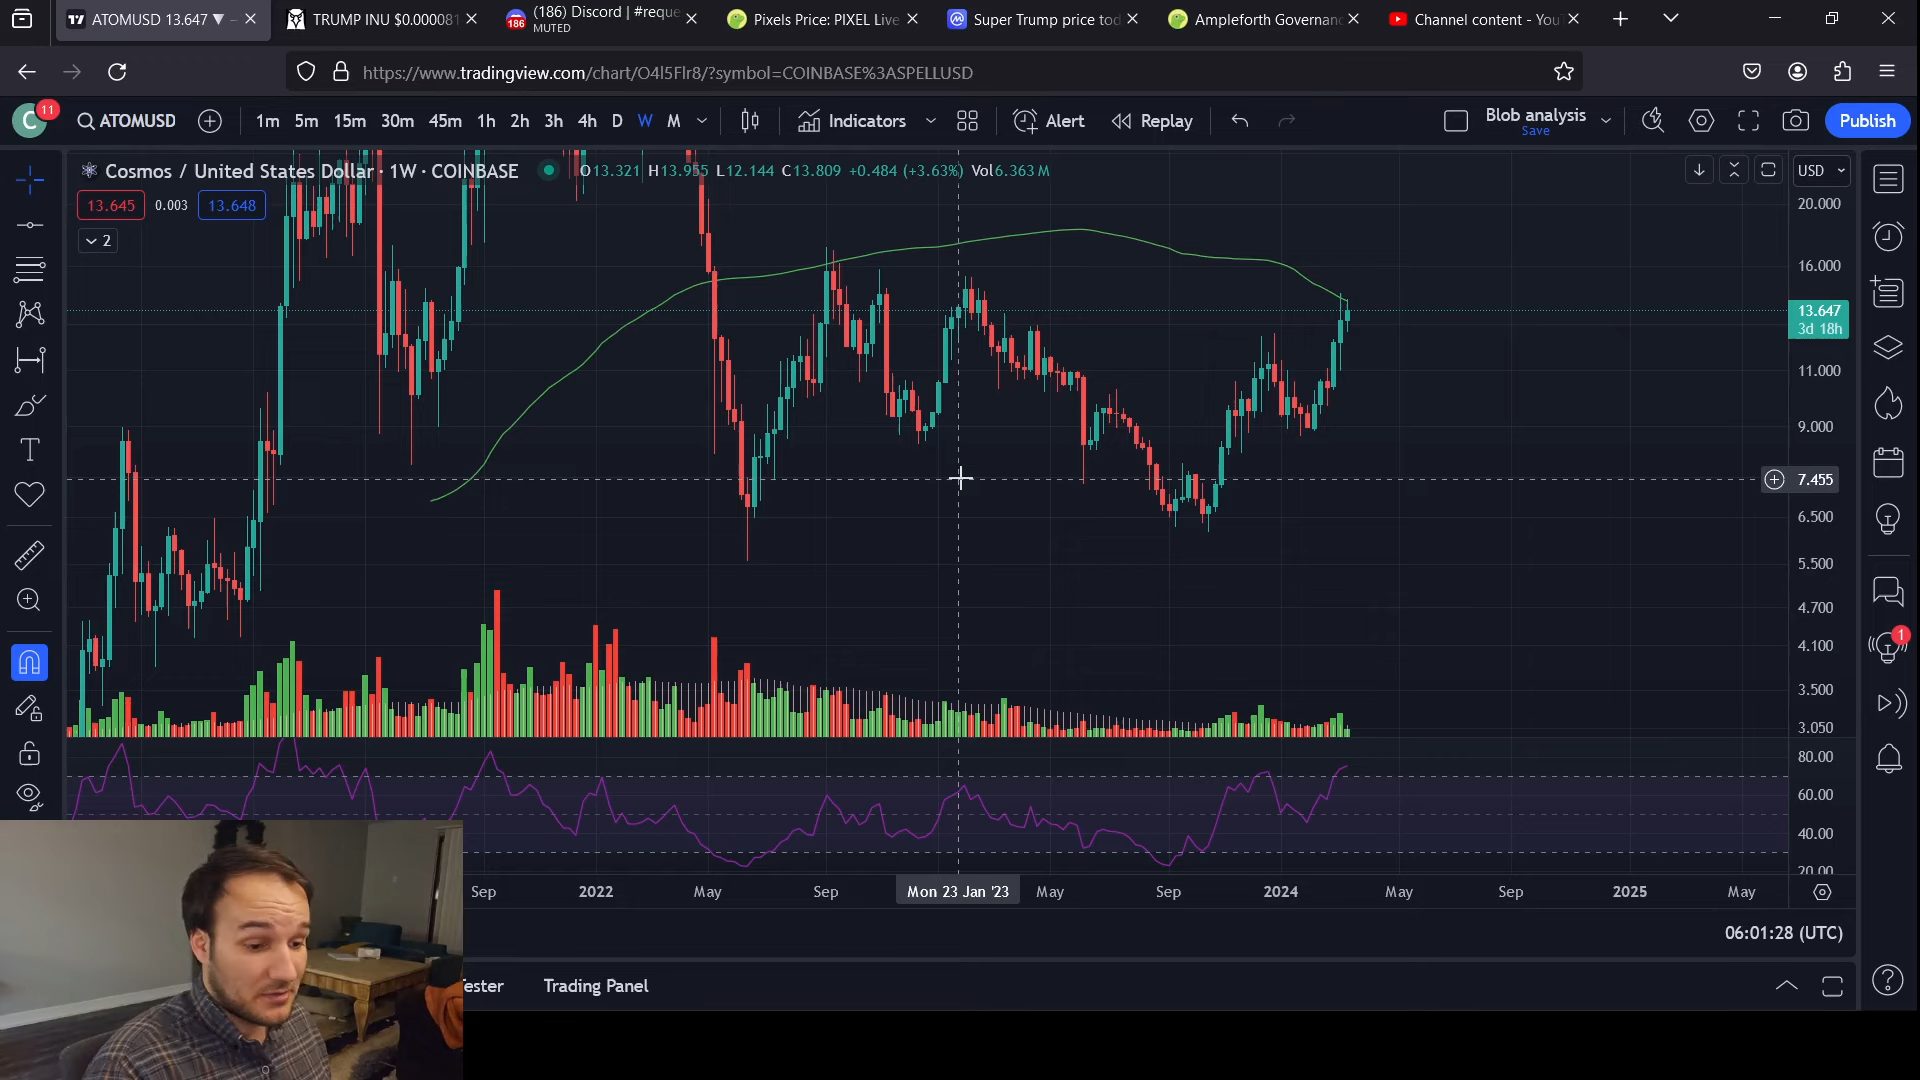 ATOMUSD 13.647 ▼ –
TRUMP INU $0.000081
(186) Discord | #reque
MUTED
Pixels Price: PIXEL Live
Super Trump price tod
Ampleforth Governanc
Channel content - YouT
https://www.tradingview.com/chart/O4l5Flr8/?symbol=COINBASE%3ASPELLUSD
C
11
ATOMUSD
1m 5m 15m 30m 45m 1h 2h 3h 4h D W M
Indicators
Alert
Replay
Blob analysis
Save
Publish
Cosmos / United States Dollar · 1W · COINBASE
O13.321 H13.955 L12.144 C13.809 +0.484 (+3.63%) Vol6.363 M
USD
13.645 0.003 13.648
2
20.000
16.000
13.647
3d 18h
11.000
9.000
7.455
6.500
5.500
4.700
4.100
1
3.500
3.050
80.00
60.00
40.00
20.00
Sep 2022 May Sep Mon 23 Jan '23 May Sep 2024 May Sep 2025 May
06:01:28 (UTC)
ester Trading Panel